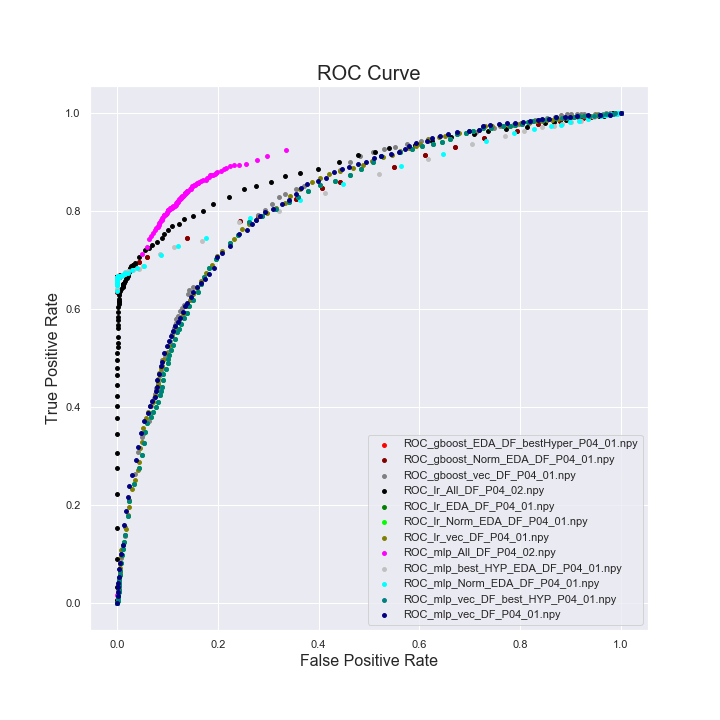 ROC Curve
1.0
0.8
0.6
0.4
0.2
0.0
True Positive Rate
ROC_gboost_EDA_DF_bestHyper_P04_01.npy
ROC_gboost_Norm_EDA_DF_P04_01.npy
ROC_gboost_vec_DF_P04_01.npy
ROC_lr_All_DF_P04_02.npy
ROC_lr_EDA_DF_P04_01.npy
ROC_lr_Norm_EDA_DF_P04_01.npy
ROC_lr_vec_DF_P04_01.npy
ROC_mlp_All_DF_P04_02.npy
ROC_mlp_best_HYP_EDA_DF_P04_01.npy
ROC_mlp_Norm_EDA_DF_P04_01.npy
ROC_mlp_vec_DF_best_HYP_P04_01.npy
ROC_mlp_vec_DF_P04_01.npy
0.0 0.2 0.4 0.6 0.8 1.0
False Positive Rate